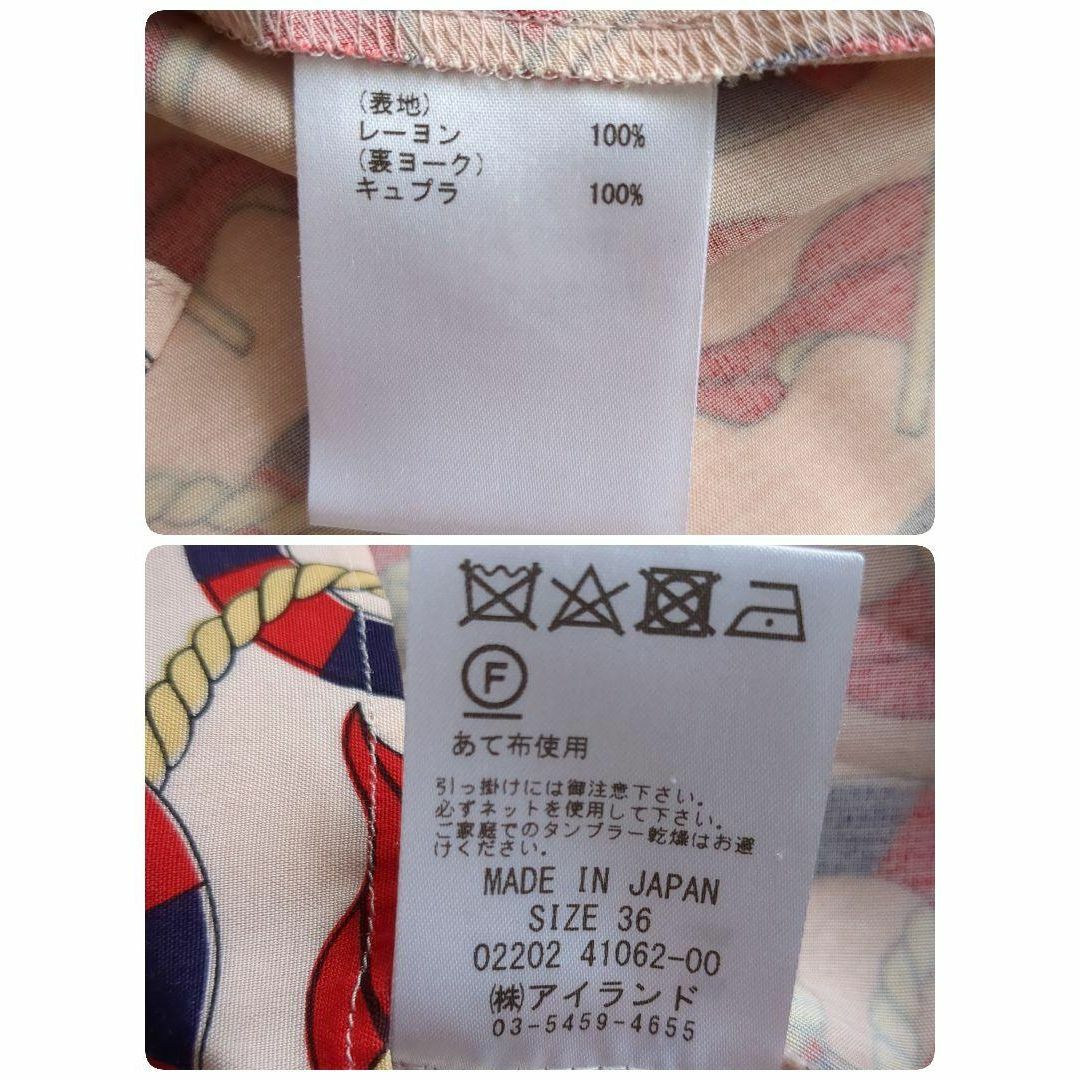 (表地)
レーヨン 100%
(裏ヨーク)
キュプラ 100%
F
あて布使用
引っ掛けには御注意下さい。
必ずネットを使用して下さい。
ご家庭でのタンブラー乾燥はお避
けください。
MADE IN JAPAN
SIZE 36
02202 41062-00
㈱アイランド
03-5459-4655